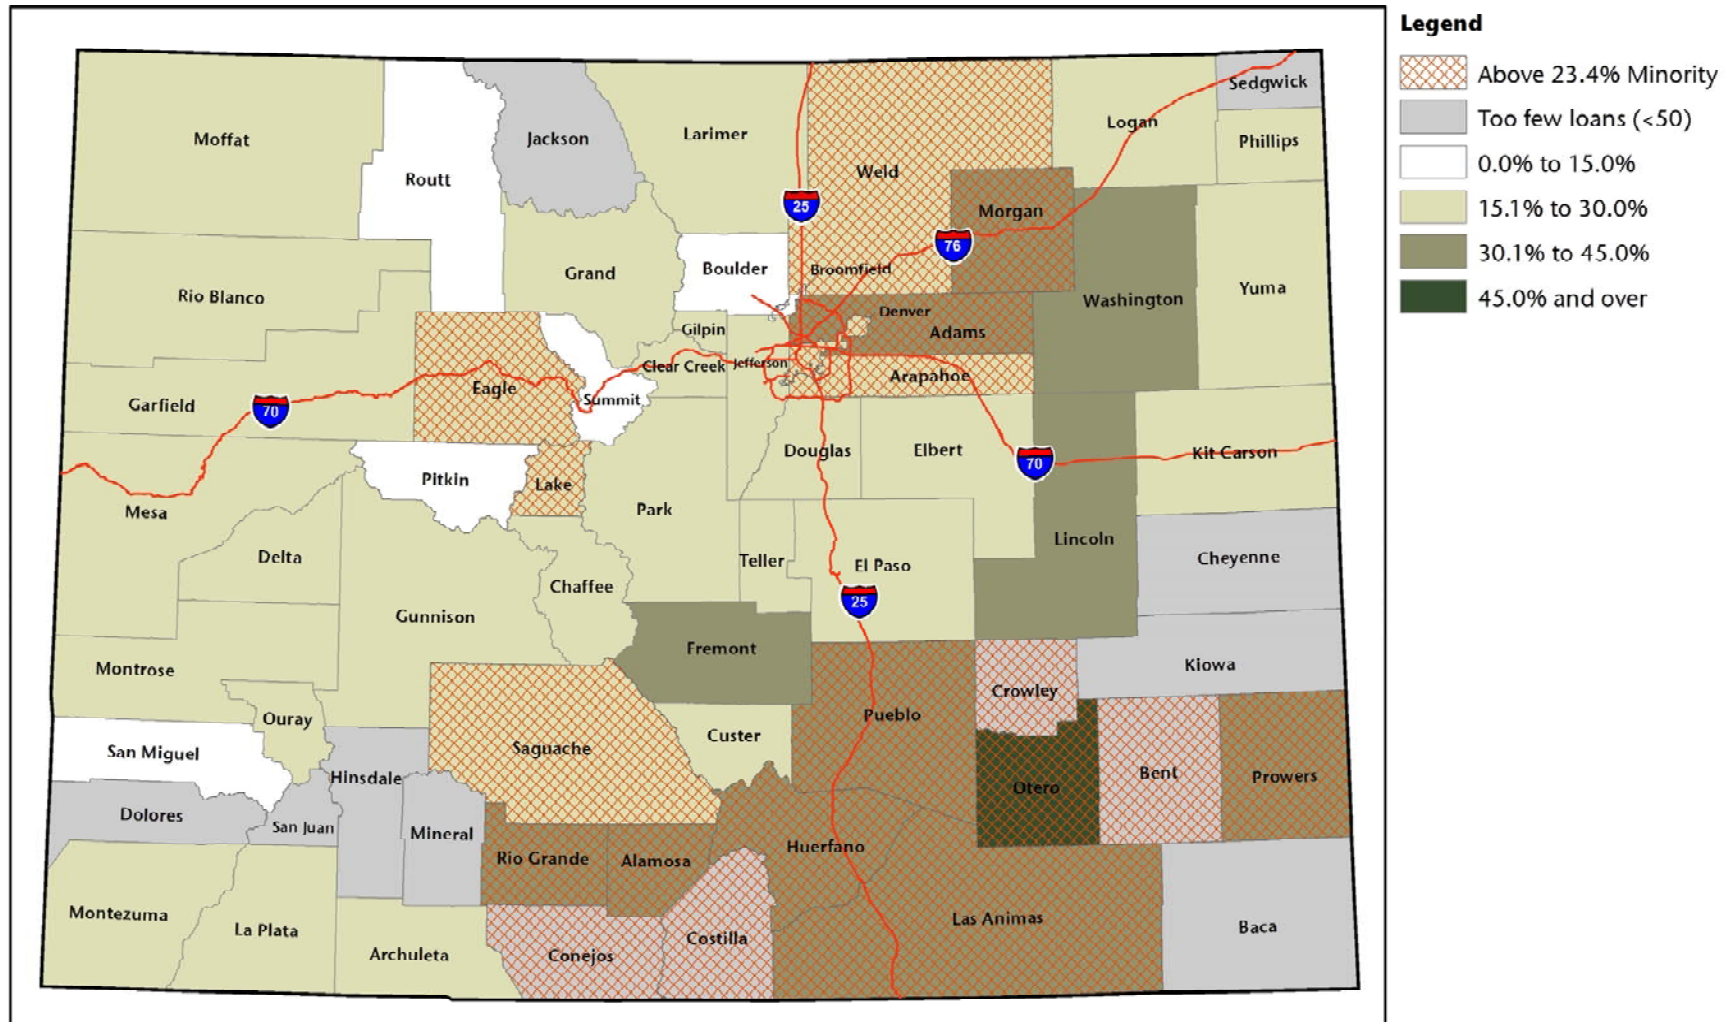 Legend
Above 23.4% Minority
Too few loans (<50)
0.0% to 15.0%
15.1% to 30.0%
30.1% to 45.0%
45.0% and over
Sedgwick
Moffat
Routt
Jackson
Larimer
Logan
Phillips
Weld
Morgan
25
76
Rio Blanco
Grand
Boulder
Broomfield
Washington
Yuma
Denver
Adams
Gilpin
Clear Creek
Jefferson
Arapahoe
Garfield
70
Eagle
Summit
Pitkin
Lake
Park
Douglas
Elbert
70
Kit Carson
Mesa
Delta
Chaffee
Teller
El Paso
Lincoln
Cheyenne
25
Gunnison
Fremont
Montrose
Kiowa
Crowley
Ouray
Pueblo
San Miguel
Saguache
Custer
Hinsdale
Otero
Bent
Prowers
Dolores
San Juan
Mineral
Rio Grande
Alamosa
Huerfano
Montezuma
La Plata
Archuleta
Conejos
Costilla
Las Animas
Baca